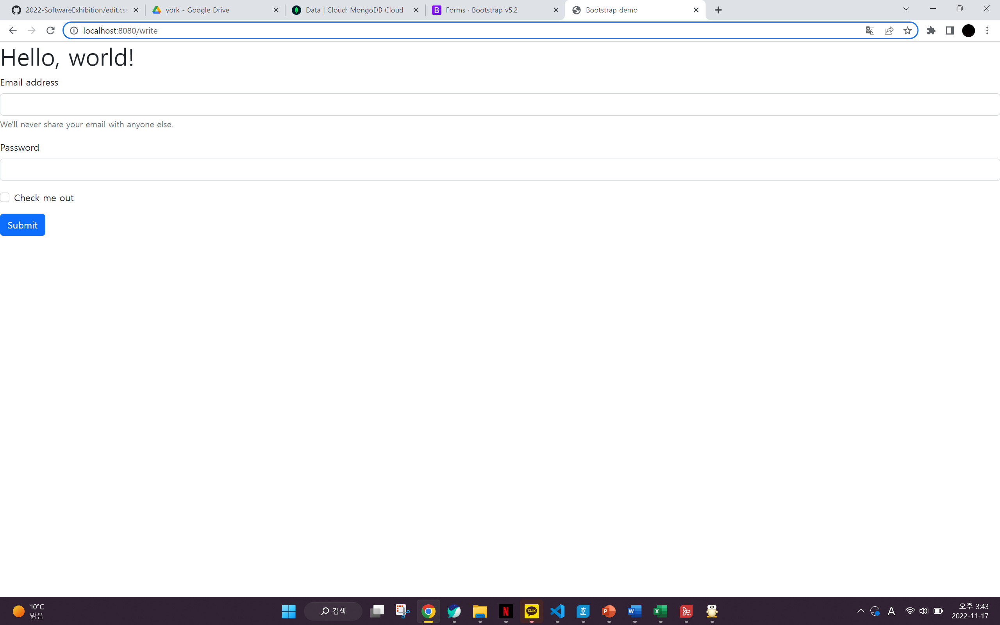 2022-SoftwareExhibition/edit.css
york - Google Drive
Data | Cloud: MongoDB Cloud
Forms · Bootstrap v5.2
Bootstrap demo
localhost:8080/write
Hello, world!
Email address
We'll never share your email with anyone else.
Password
Check me out
Submit
10°C
맑음
검색
TALK
A
오후 3:43
2022-11-17